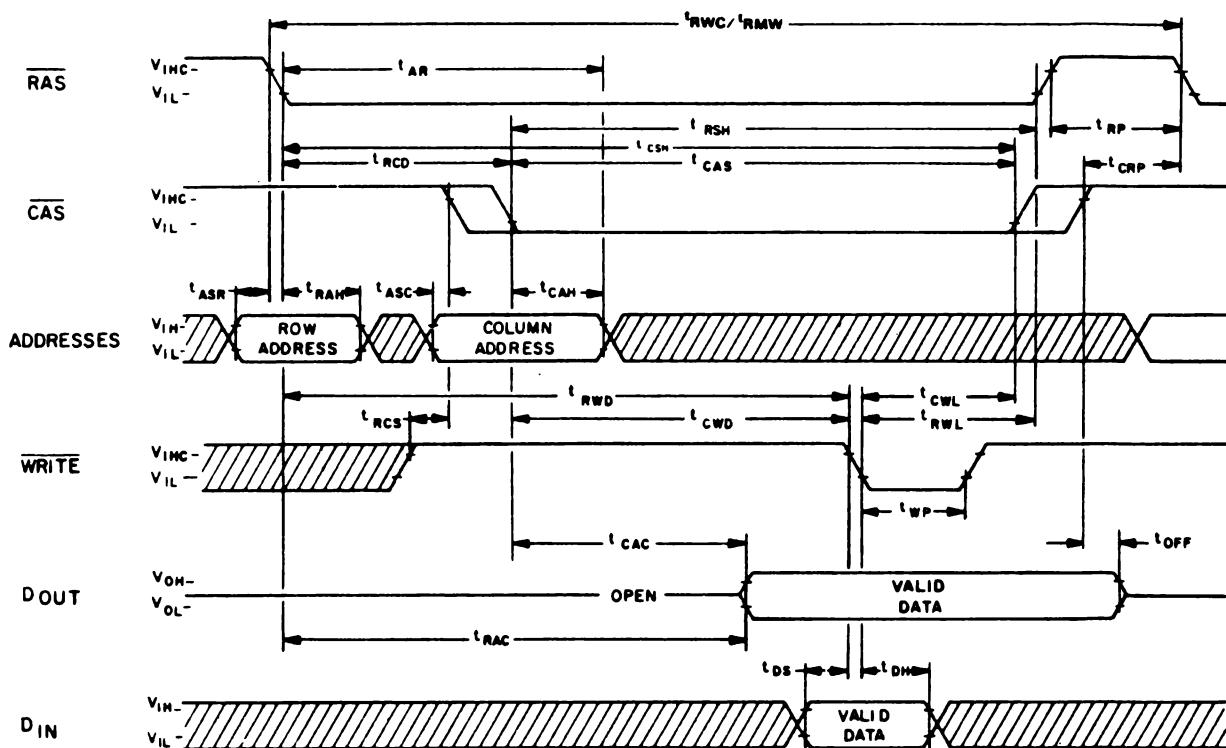 tRWC/tRMW
RAS
VIHC
VIL
tAR
tRSH
tRP
tCSH
tRCD
tCAS
tCRP
CAS
VIHC
VIL
tASR
tRAH
tASC
tCAH
ADDRESSES
VIH
VIL
ROW
ADDRESS
COLUMN
ADDRESS
tRWD
tCWL
tRCS
tCWD
tRWL
WRITE
VIHC
VIL
tWP
tCAC
tOFF
DOUT
VOH
VOL
OPEN
VALID
DATA
tRAC
tDS
tDH
DIN
VIH
VIL
VALID
DATA